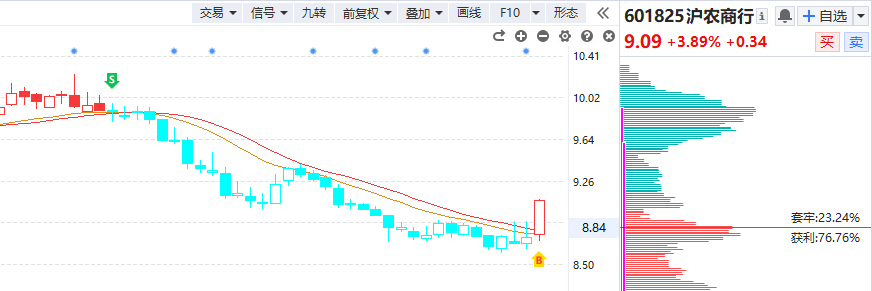 交易 信号 九转 前复权 叠加 画线 F10 形态
601825沪农商行
自选
9.09 +3.89% +0.34
买 卖
10.41
10.02
S
9.64
9.26
套牢:23.24%
8.84
获利:76.76%
8.50
B